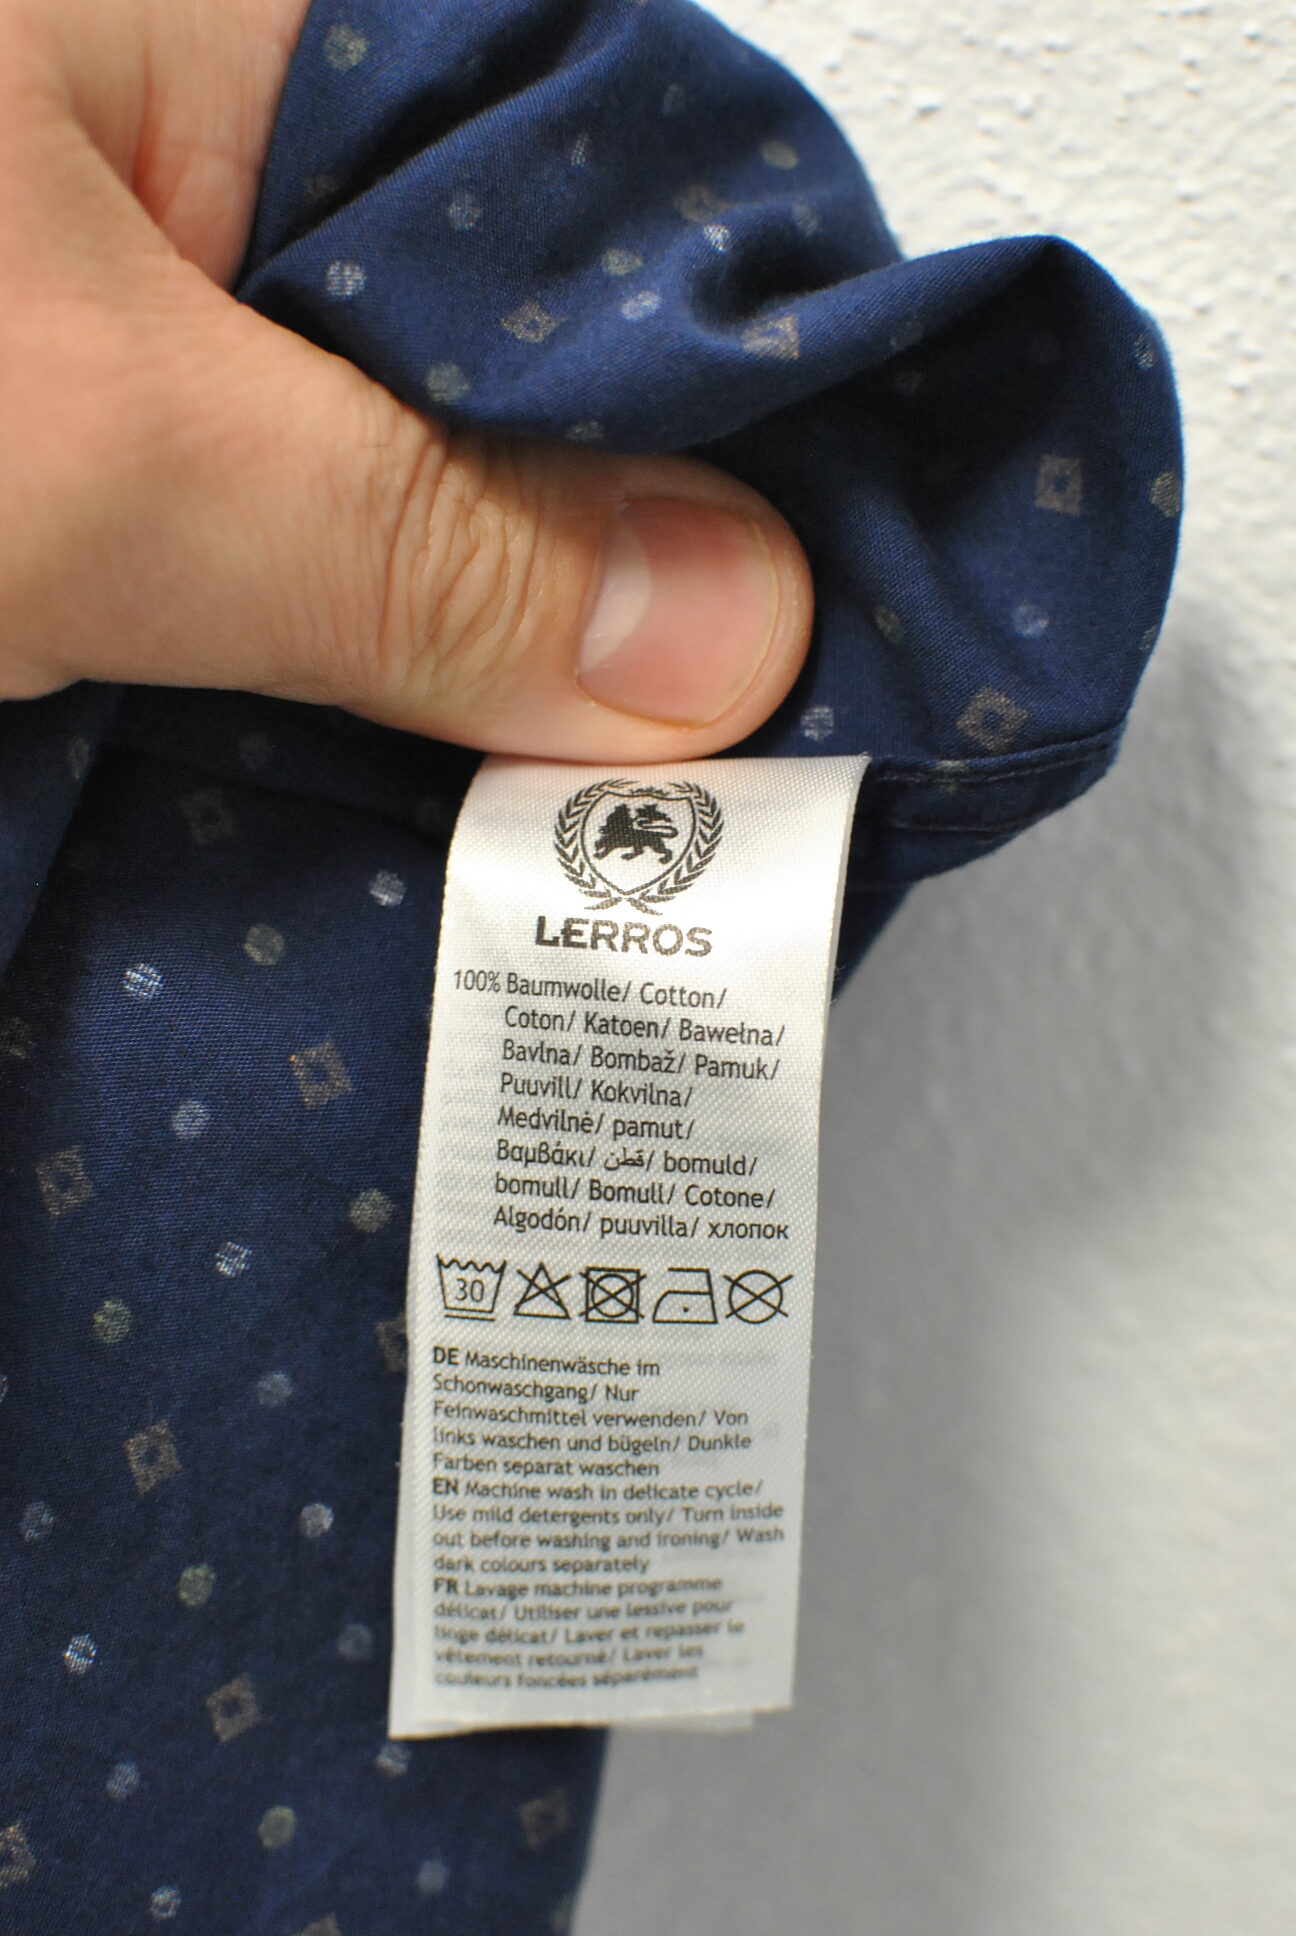 LERROS
100% Baumwolle/ Cotton/
Coton/ Katoen/ Bawełna/
Bavlna/ Bombaž/ Pamuk/
Puuvill/ Kokvilna/
Medvilnė/ pamut/
Βαμβάκι/ قطن/ bomuld/
bomull/ Bomull/ Cotone/
Algodón/ puuvilla/ хлопок
30
DE Maschinenwäsche im
Schonwaschgang/ Nur
Feinwaschmittel verwenden/ Von
links waschen und bügeln/ Dunkle
Farben separat waschen
EN Machine wash in delicate cycle/
Use mild detergents only/ Turn inside
out before washing and ironing/ Wash
dark colours separately
FR Lavage machine programme
délicat/ Utiliser une lessive pour
linge délicat/ Laver et repasser le
vêtement retourné/ Laver les
couleurs foncées séparément